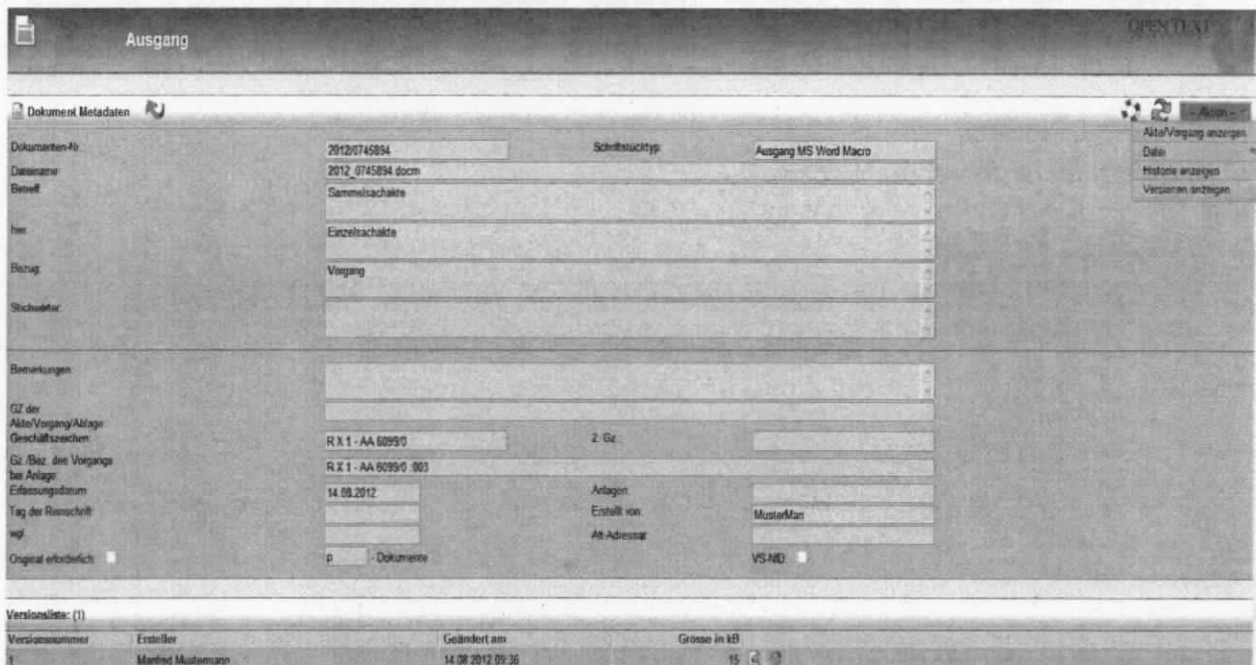 Ausgang
OPEN TEXT
Dokument Metadaten
- Aktion -
Akte/Vorgang anzeigen
Datei
Historie anzeigen
Versionen anzeigen
Dokumenten-Nr. 2012/0745894 Schriftstücktyp: Ausgang MS Word Macro
Dateiname: 2012_0745894.docm
Betreff: Sammelsachakte
hier: Einzelsachakte
Bezug: Vorgang
Stichwörter:
Bemerkungen:
GZ der
Akte/Vorgang/Ablage:
Geschäftszeichen: R X 1 - AA 6099/0 2. Gz.:
Gz./Bez. des Vorgangs R X 1 - AA 6099/0 :003
bei Anlage:
Erfassungsdatum: 14.08.2012 Anlagen:
Tag der Reinschrift: Erstellt von: MusterMan
vgl. Alt-Adressat:
Original erforderlich: p - Dokumente VS-NfD:
Versionsliste: (1)
Versionsnummer Ersteller Geändert am Grosse in kB
1 Manfred Mustermann 14.08.2012 09:36 15